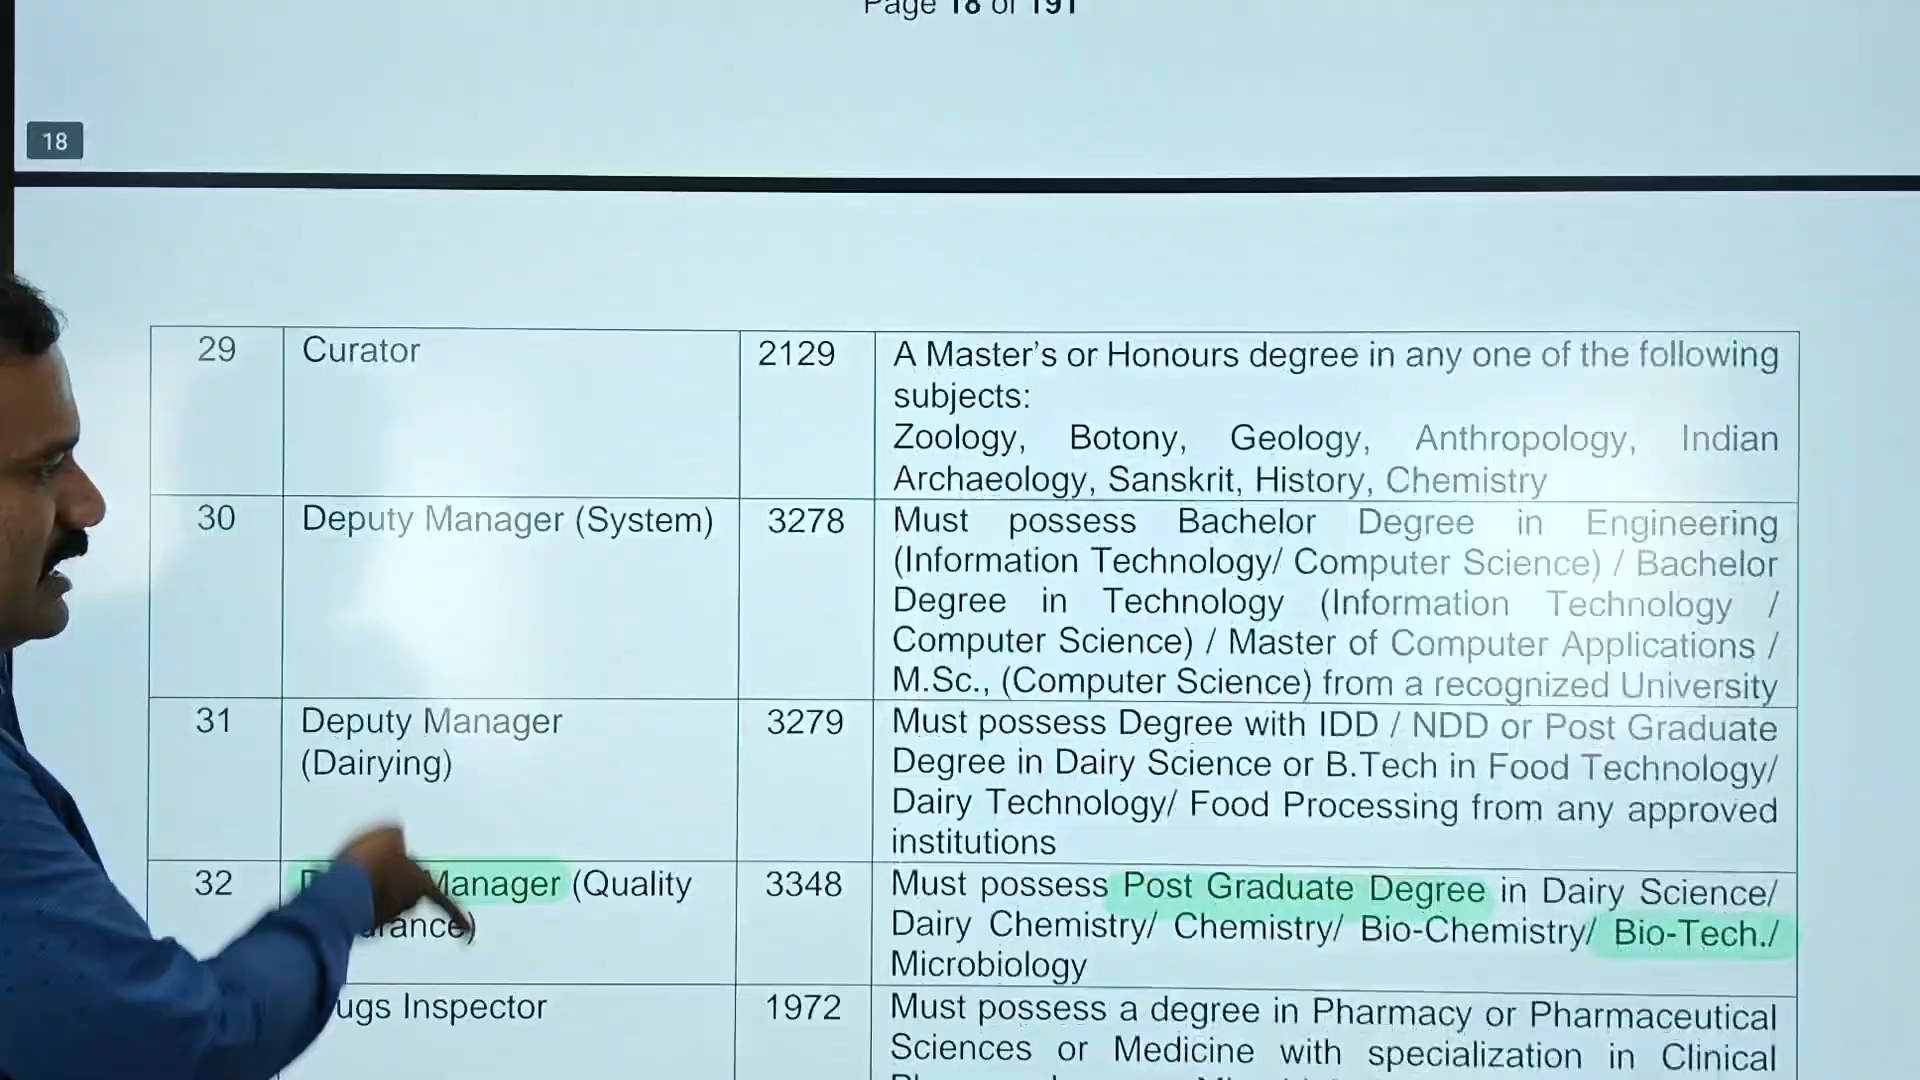 Page 18 of 191
18
29 Curator 2129 A Master's or Honours degree in any one of the following
subjects:
Zoology, Botony, Geology, Anthropology, Indian
Archaeology, Sanskrit, History, Chemistry
30 Deputy Manager (System) 3278 Must possess Bachelor Degree in Engineering
(Information Technology/ Computer Science) / Bachelor
Degree in Technology (Information Technology /
Computer Science) / Master of Computer Applications /
M.Sc., (Computer Science) from a recognized University
31 Deputy Manager 3279 Must possess Degree with IDD / NDD or Post Graduate
(Dairying) Degree in Dairy Science or B.Tech in Food Technology/
Dairy Technology/ Food Processing from any approved
institutions
32 Manager (Quality 3348 Must possess Post Graduate Degree in Dairy Science/
Dairy Chemistry/ Chemistry/ Bio-Chemistry/ Bio-Tech./
Microbiology
Inspector 1972 Must possess a degree in Pharmacy or Pharmaceutical
Sciences or Medicine with specialization in Clinical